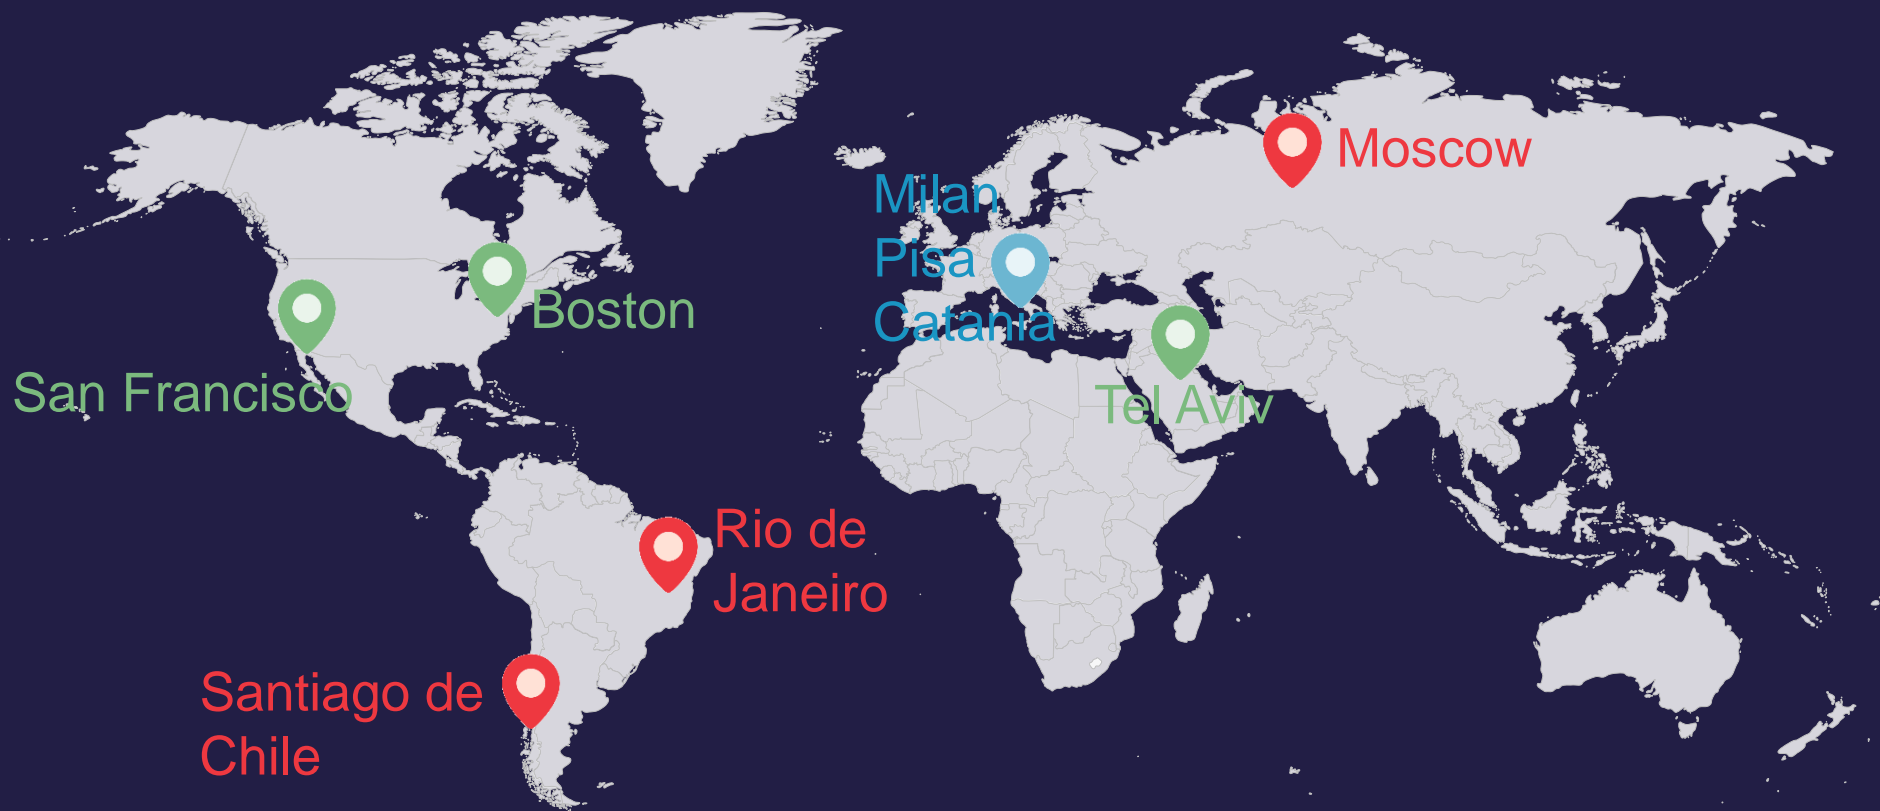 Moscow
Milan
Pisa
Catania
Boston
San Francisco
Tel Aviv
Rio de
Janeiro
Santiago de
Chile